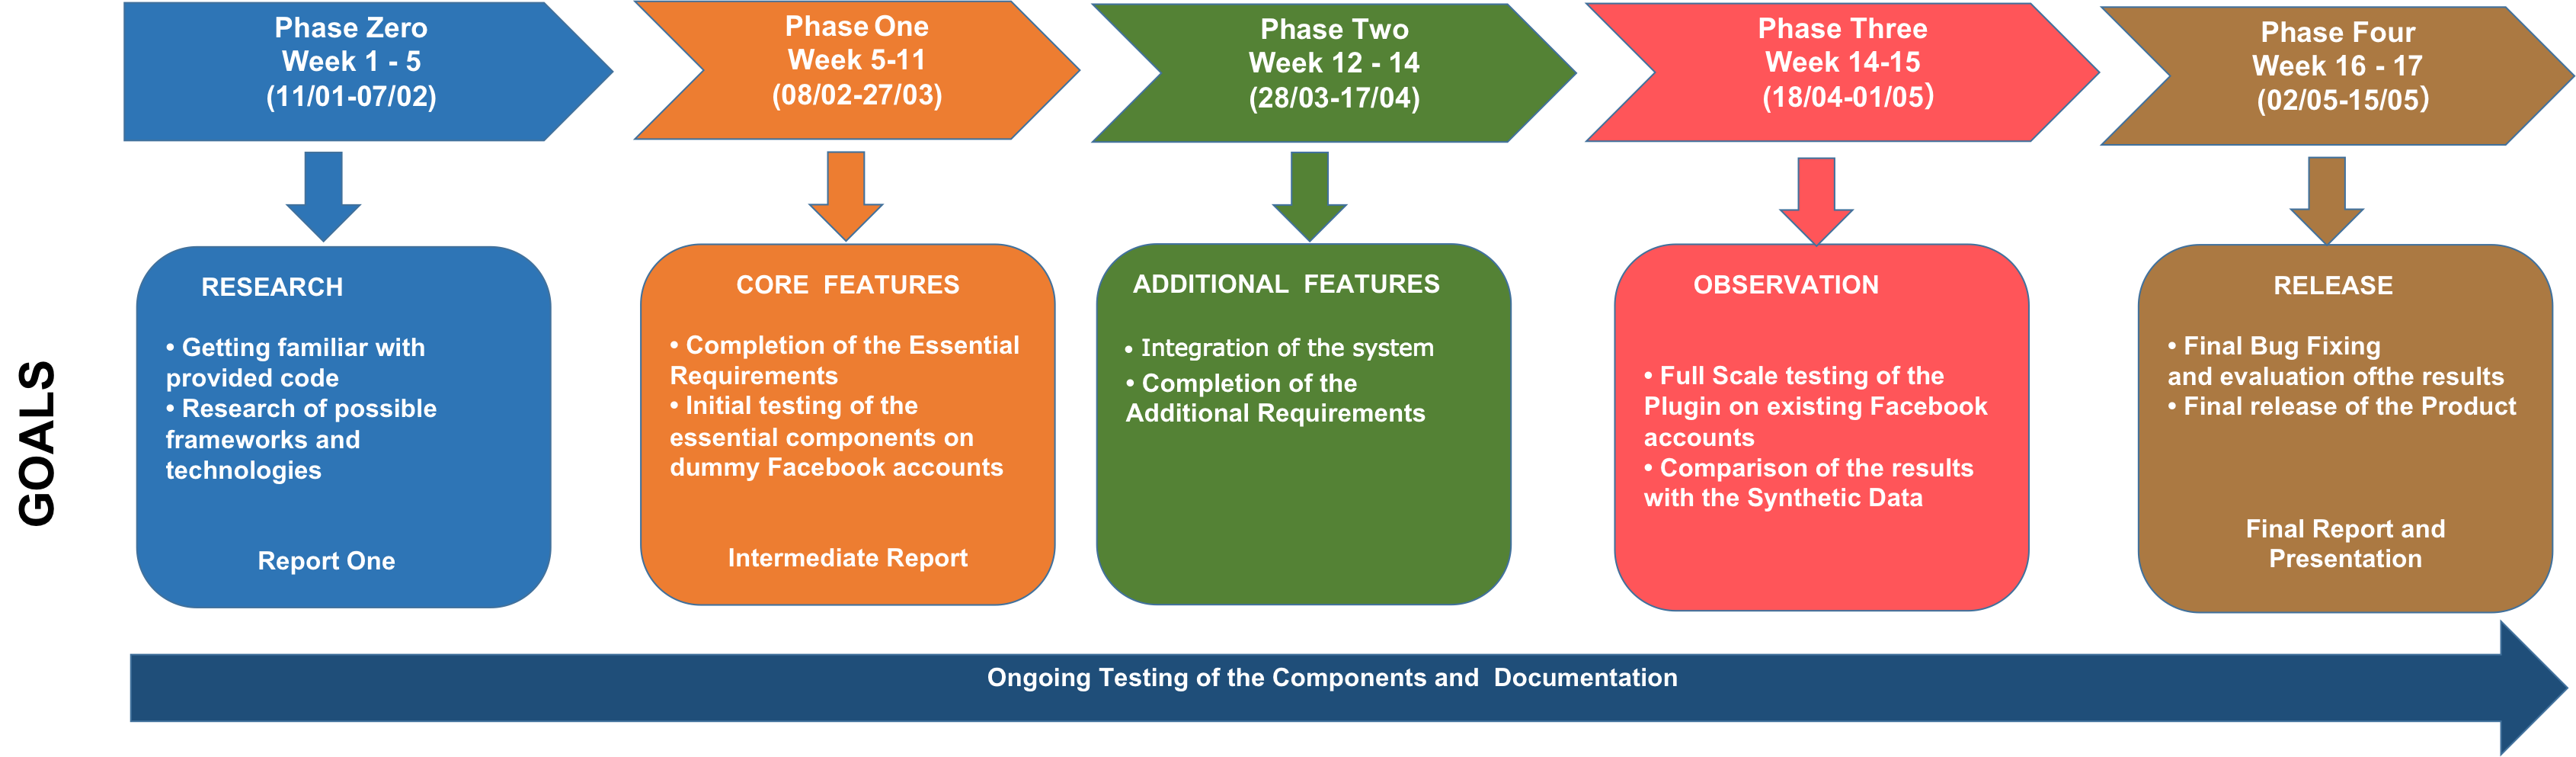 Phase Zero
Week 1 - 5
(11/01-07/02)
Phase One
Week 5-11
(08/02-27/03)
Phase Two
Week 12 - 14
(28/03-17/04)
Phase Three
Week 14-15
(18/04-01/05)
Phase Four
Week 16 - 17
(02/05-15/05)
GOALS
RESEARCH
• Getting familiar with
provided code
• Research of possible
frameworks and
technologies
Report One
CORE FEATURES
• Completion of the Essential
Requirements
• Initial testing of the
essential components on
dummy Facebook accounts
Intermediate Report
ADDITIONAL FEATURES
• Integration of the system
• Completion of the
Additional Requirements
OBSERVATION
• Full Scale testing of the
Plugin on existing Facebook
accounts
• Comparison of the results
with the Synthetic Data
RELEASE
• Final Bug Fixing
and evaluation ofthe results
• Final release of the Product
Final Report and
Presentation
Ongoing Testing of the Components and Documentation